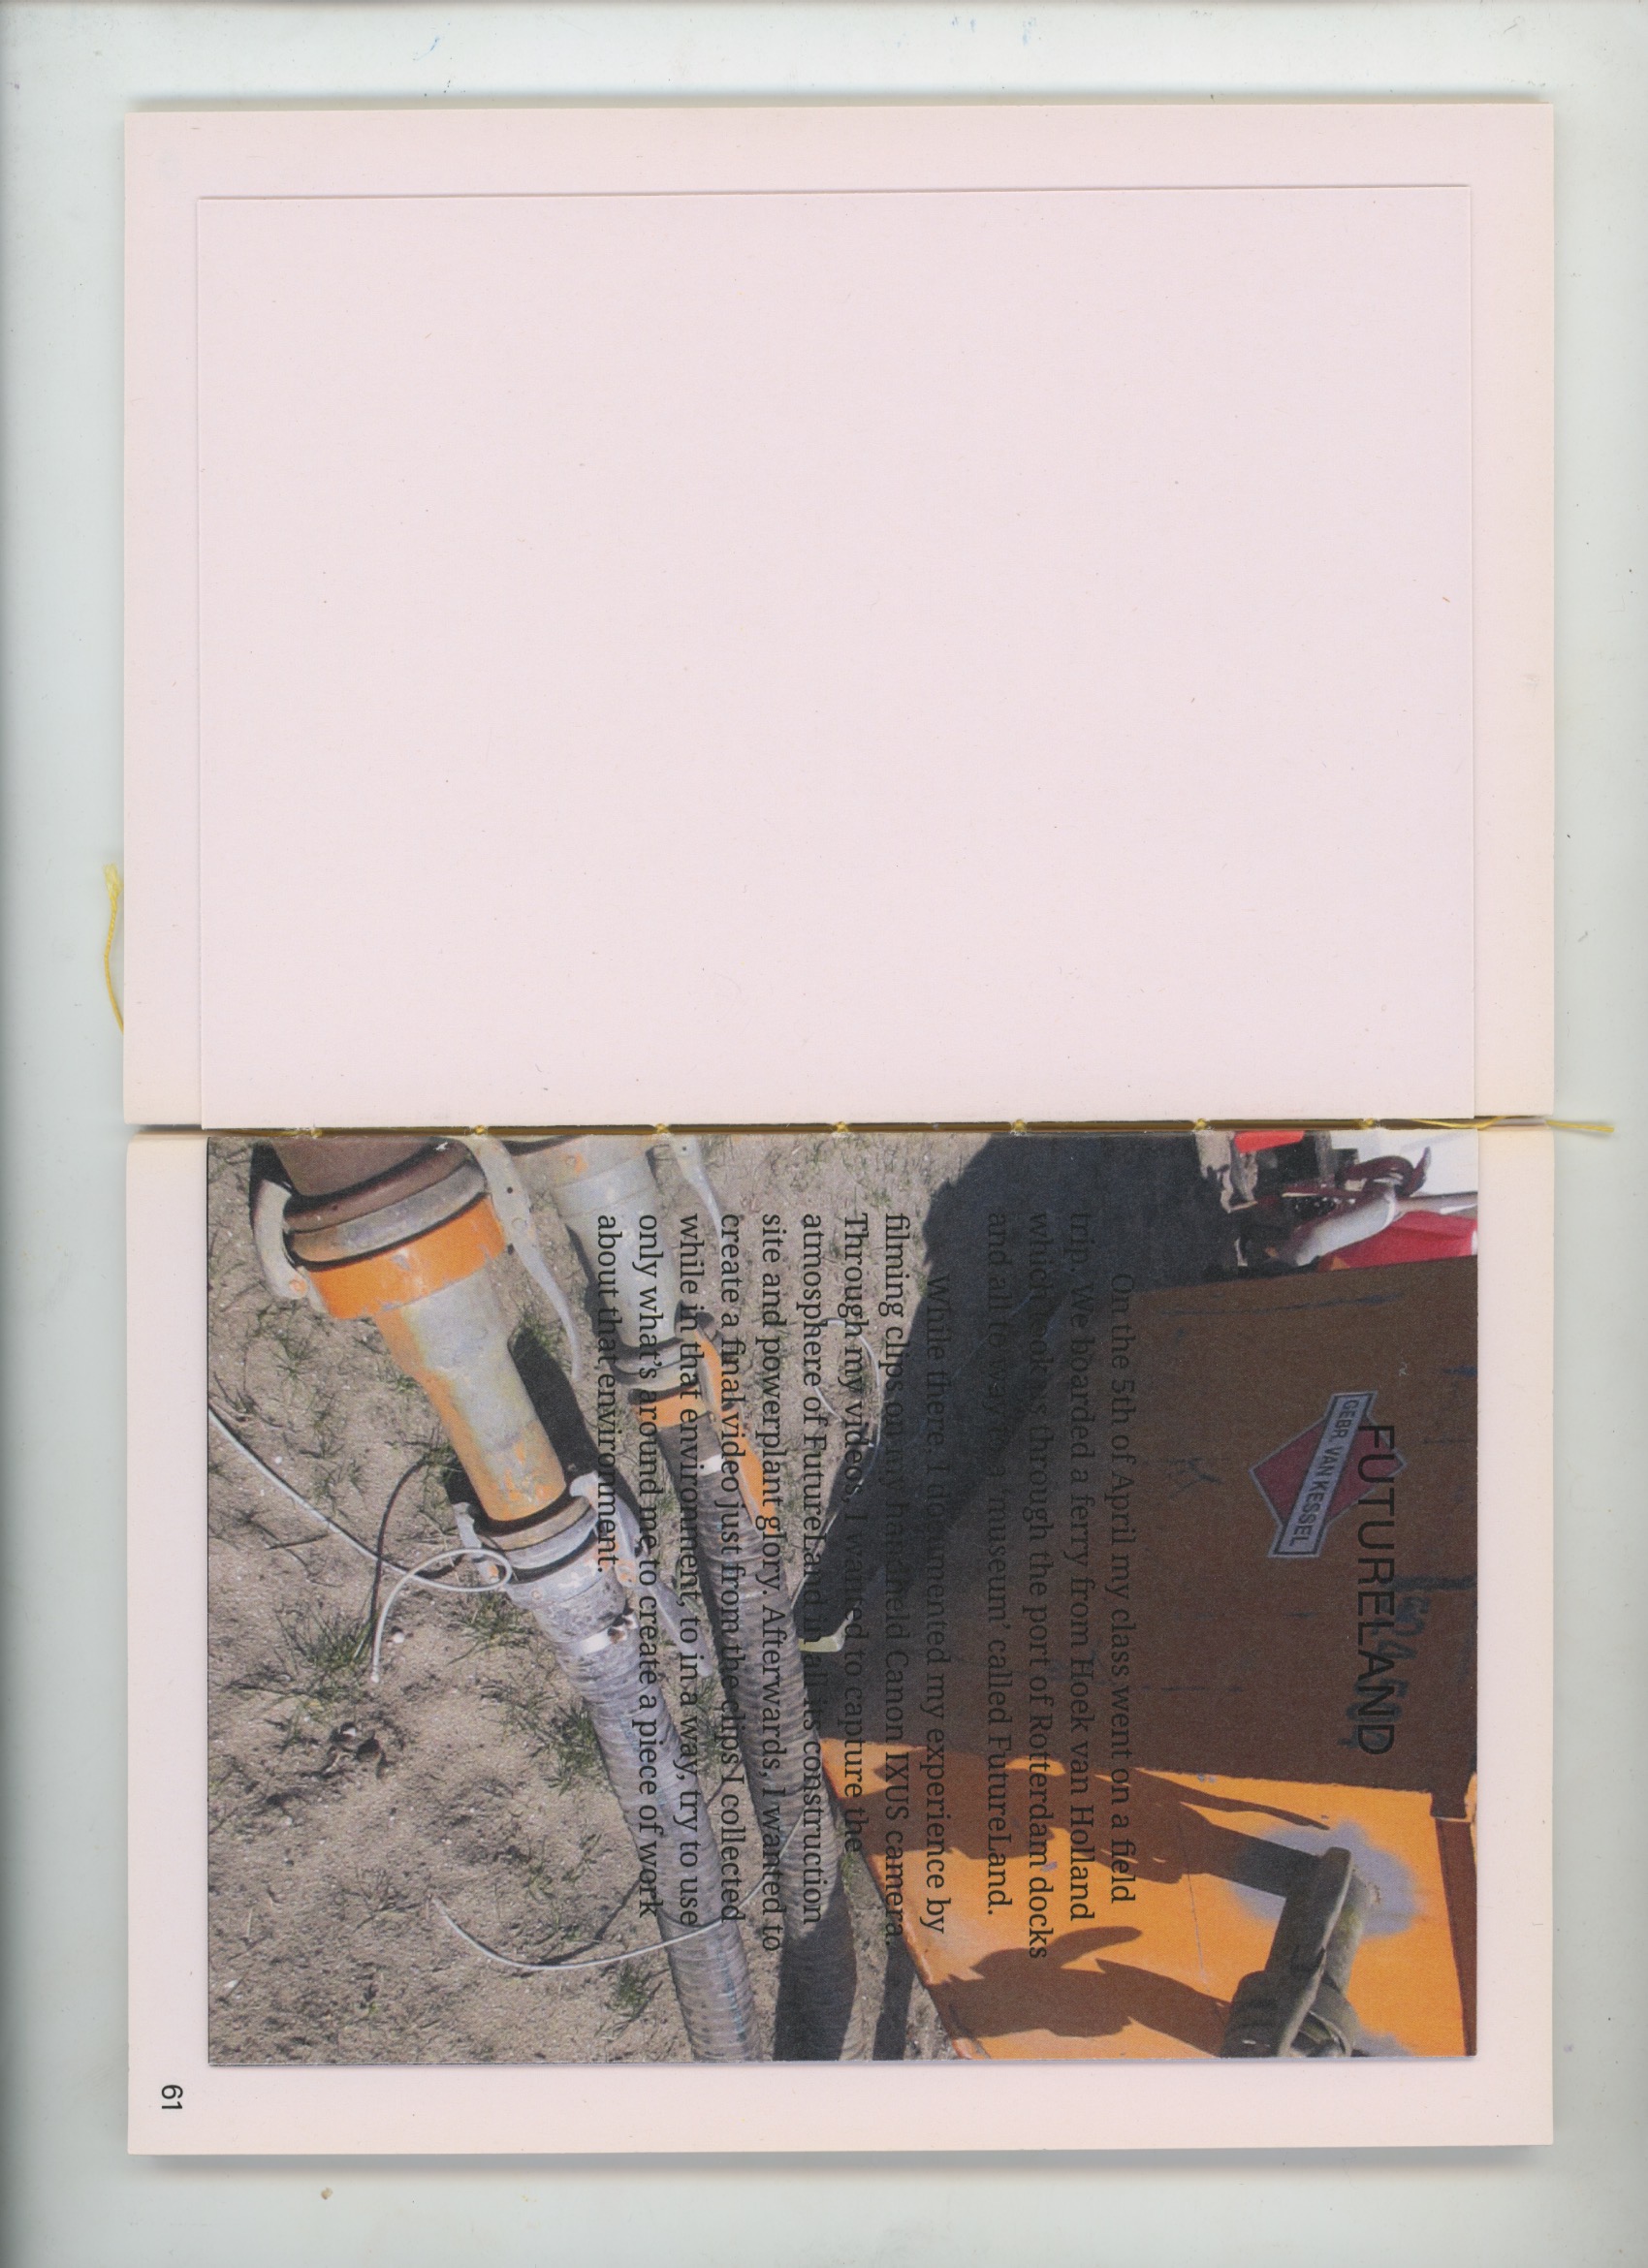 FUTURELAND
GEBR. VAN KESSEL
On the 5th of April my class went on a field
trip. We boarded a ferry from Hoek van Holland
which took us through the port of Rotterdam docks
and all to way to a ‘museum’ called FutureLand.
While there, I documented my experience by
filming clips on my handheld Canon IXUS camera.
Through my videos, I wanted to capture the
atmosphere of FutureLand in all its construction
site and powerplant glory. Afterwards, I wanted to
create a final video just from the clips I collected
while in that environment, to in a way, try to use
only what’s around me to create a piece of work
about that environment.
61